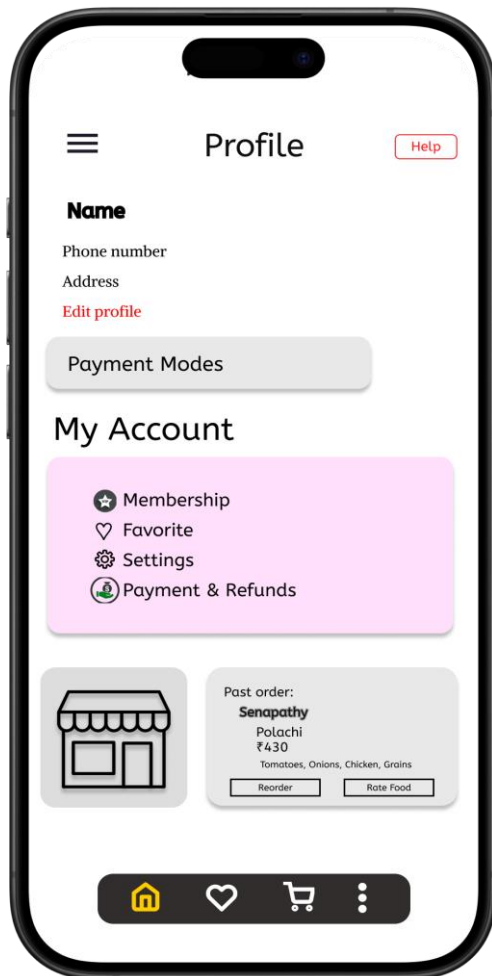 Profile
Help
Name
Phone number
Address
Edit profile
Payment Modes
My Account
Membership
Favorite
Settings
Payment & Refunds
Past order:
Senapathy
Polachi
₹430
Tomatoes, Onions, Chicken, Grains
Reorder
Rate Food